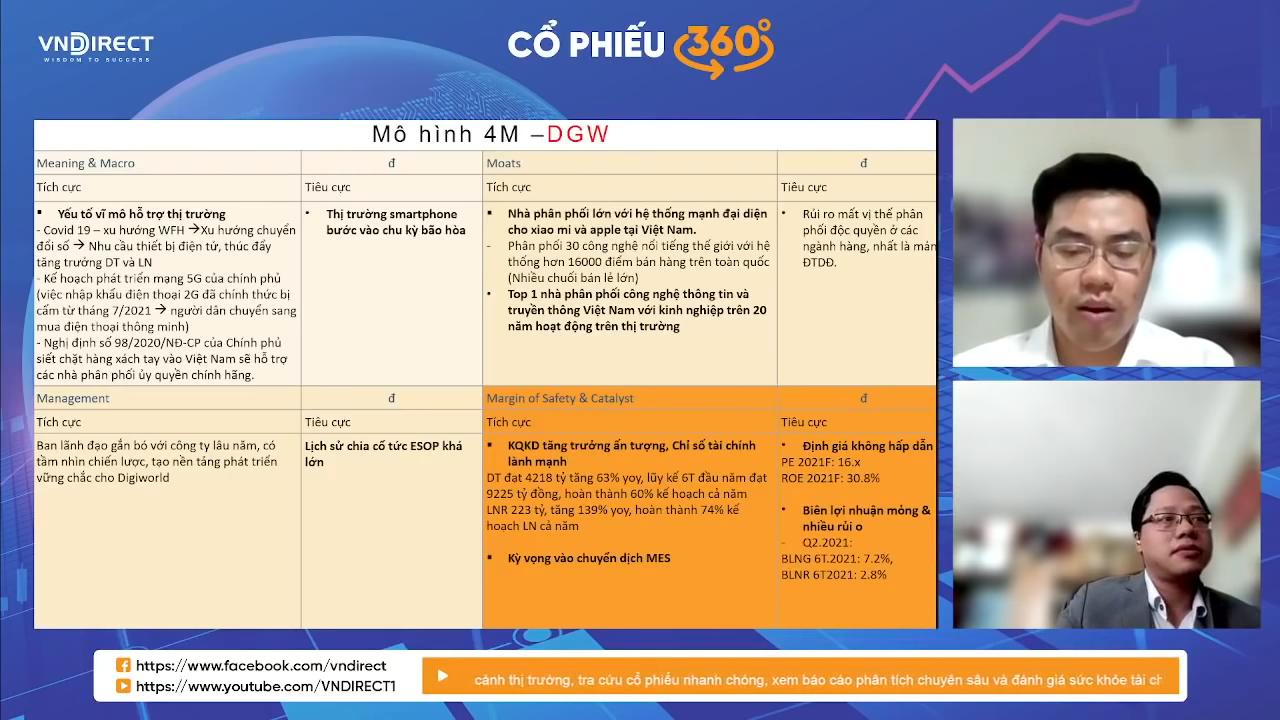 VNDIRECT
WISDOM TO SUCCESS
CỔ PHIẾU 360°
Mô hình 4M –DGW
Meaning & Macro
đ
Moats
đ
Tích cực
Tiêu cực
Tích cực
Tiêu cực
▪ Yếu tố vĩ mô hỗ trợ thị trường
- Covid 19 – xu hướng WFH →Xu hướng chuyển
đổi số → Nhu cầu thiết bị điện tử, thúc đẩy
tăng trưởng DT và LN
- Kế hoạch phát triển mạng 5G của chính phủ
(việc nhập khẩu điện thoại 2G đã chính thức bị
cấm từ tháng 7/2021 → người dân chuyển sang
mua điện thoại thông minh)
- Nghị định số 98/2020/NĐ-CP của Chính phủ
siết chặt hàng xách tay vào Việt Nam sẽ hỗ trợ
các nhà phân phối ủy quyền chính hãng.
• Thị trường smartphone
bước vào chu kỳ bão hòa
▪ Nhà phân phối lớn với hệ thống mạnh đại diện
cho xiao mi và apple tại Việt Nam.
- Phân phối 30 công nghệ nổi tiếng thế giới với hệ
thống hơn 16000 điểm bán hàng trên toàn quốc
(Nhiều chuỗi bán lẻ lớn)
• Top 1 nhà phân phối công nghệ thông tin và
truyền thông Việt Nam với kinh nghiệp trên 20
năm hoạt động trên thị trường
• Rủi ro mất vị thế phân
phối độc quyền ở các
ngành hàng, nhất là mản
ĐTDĐ.
Management
đ
Margin of Safety & Catalyst
đ
Tích cực
Tiêu cực
Tích cực
Tiêu cực
Ban lãnh đạo gắn bó với công ty lâu năm, có
tầm nhìn chiến lược, tạo nền tảng phát triển
vững chắc cho Digiworld
Lịch sử chia cổ tức ESOP khá
lớn
▪ KQKD tăng trưởng ấn tượng, Chỉ số tài chính
lành mạnh
DT đạt 4218 tỷ tăng 63% yoy, lũy kế 6T đầu năm đạt
9225 tỷ đồng, hoàn thành 60% kế hoạch cả năm
LNR 223 tỷ, tăng 139% yoy, hoàn thành 74% kế
hoạch LN cả năm
▪ Kỳ vọng vào chuyển dịch MES
• Định giá không hấp dẫn
PE 2021F: 16.x
ROE 2021F: 30.8%
• Biên lợi nhuận mỏng &
nhiều rủi o
- Q2.2021:
BLNG 6T.2021: 7.2%,
BLNR 6T2021: 2.8%
https://www.facebook.com/vndirect
https://www.youtube.com/VNDIRECT1
cảnh thị trường, tra cứu cổ phiếu nhanh chóng, xem báo cáo phân tích chuyên sâu và đánh giá sức khỏe tài ch